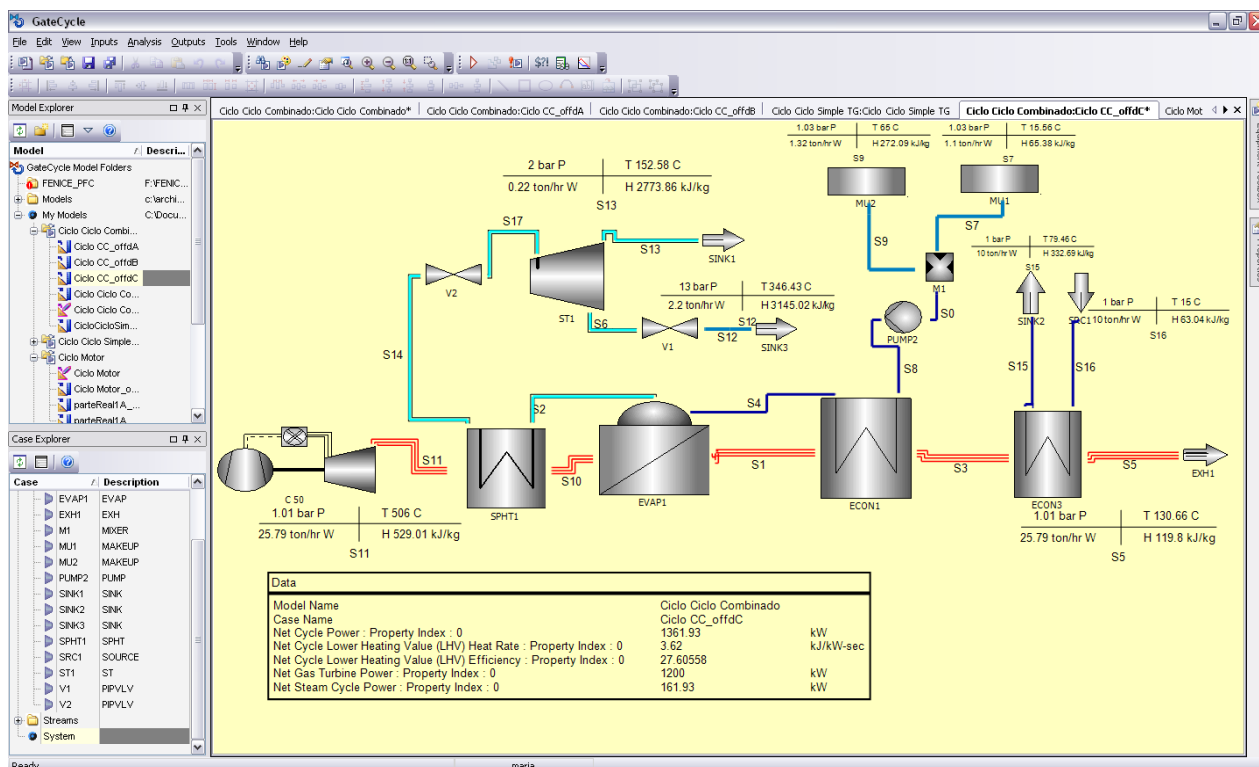 GateCycle
File Edit View Inputs Analysis Outputs Tools Window Help
Model Explorer
Ciclo Ciclo Combinado:Ciclo Ciclo Combinado* Ciclo Ciclo Combinado:Ciclo CC_offdA Ciclo Ciclo Combinado:Ciclo CC_offdB Ciclo Ciclo Simple TG:Ciclo Ciclo Simple TG Ciclo Ciclo Combinado:Ciclo CC_offdC* Ciclo Mot
Model / Descri...
GateCycle Model Folders
FENICE_PFC F:\FENIC...
Models c:\archi...
My Models C:\Docu...
Ciclo Ciclo Combi...
Ciclo CC_offdA
Ciclo CC_offdB
Ciclo CC_offdC
Ciclo Ciclo Co...
Ciclo Ciclo Co...
CicloCicloSim...
Ciclo Ciclo Simple...
Ciclo Motor
Ciclo Motor
Ciclo Motor_o...
parteReal1A_...
parteReal1A
Case Explorer
Case / Description
EVAP1 EVAP
EXH1 EXH
M1 MIXER
MU1 MAKEUP
MU2 MAKEUP
PUMP2 PUMP
SINK1 SINK
SINK2 SINK
SINK3 SINK
SPHT1 SPHT
SRC1 SOURCE
ST1 ST
V1 PIPVLV
V2 PIPVLV
Streams
System
1.03 bar P T 65 C
1.32 ton/hr W H 272.09 kJ/kg
S9
1.03 bar P T 15.56 C
1.1 ton/hr W H 65.38 kJ/kg
S7
2 bar P T 152.58 C
0.22 ton/hr W H 2773.86 kJ/kg
S13
MU2
MU1
S17
S13
SINK1
S9
S7
V2
M1
1 bar P T 79.46 C
10 ton/hr W H 332.69 kJ/kg
S15
13 bar P T 346.43 C
2.2 ton/hr W H 3145.02 kJ/kg
S12
ST1
S6
V1
S12
SINK3
PUMP2
S0
SINK2
SRC1
1 bar P T 15 C
10 ton/hr W H 63.04 kJ/kg
S16
S14
S8
S15
S16
S2
S4
S11
S10
S1
S3
S5
EXH1
C 50
SPHT1
EVAP1
ECON1
ECON3
1.01 bar P T 506 C
25.79 ton/hr W H 529.01 kJ/kg
S11
1.01 bar P T 130.66 C
25.79 ton/hr W H 119.8 kJ/kg
S5
Data
Model Name Ciclo Ciclo Combinado
Case Name Ciclo CC_offdC
Net Cycle Power : Property Index : 0 1361.93 kW
Net Cycle Lower Heating Value (LHV) Heat Rate : Property Index : 0 3.62 kJ/kW-sec
Net Cycle Lower Heating Value (LHV) Efficiency : Property Index : 0 27.60558
Net Gas Turbine Power : Property Index : 0 1200 kW
Net Steam Cycle Power : Property Index : 0 161.93 kW
Ready maria